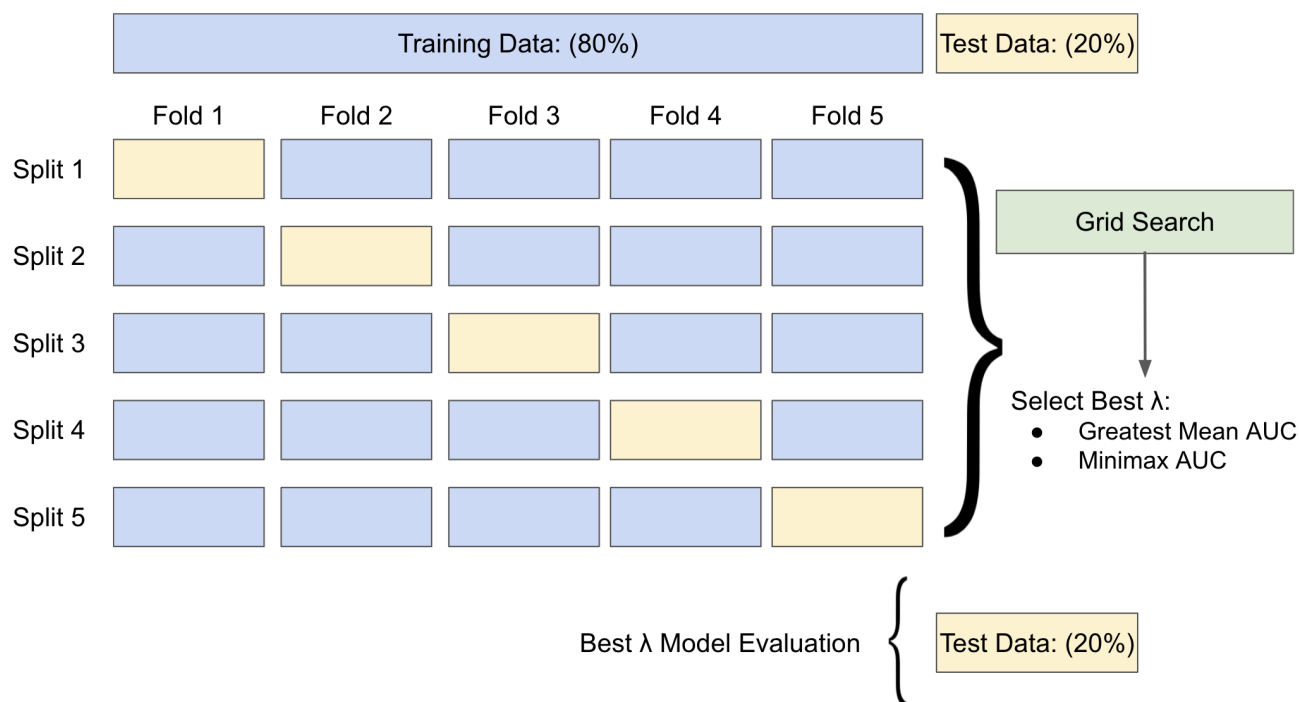 Training Data: (80%)
Test Data: (20%)
Fold 1
Fold 2
Fold 3
Fold 4
Fold 5
Split 1
Split 2
Split 3
Split 4
Split 5
Grid Search
Select Best λ:
● Greatest Mean AUC
● Minimax AUC
Best λ Model Evaluation
Test Data: (20%)